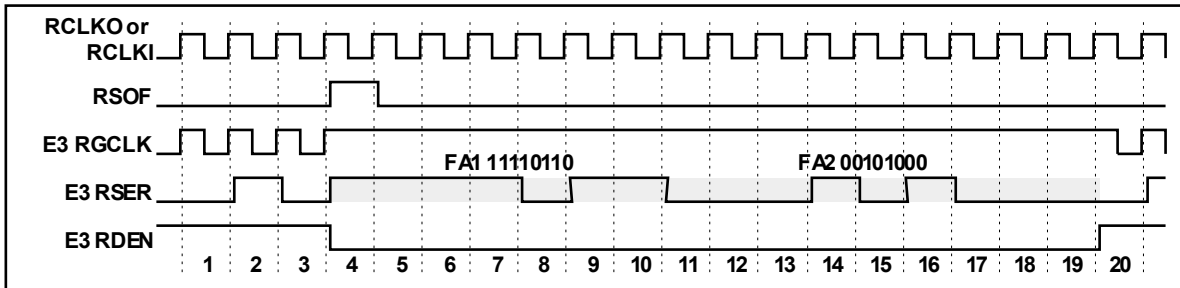 RCLKO or
RCLKI
RSOF
E3 RGCLK
FA1 11110110 FA2 00101000
E3 RSER
E3 RDEN
1 2 3 4 5 6 7 8 9 10 11 12 13 14 15 16 17 18 19 20